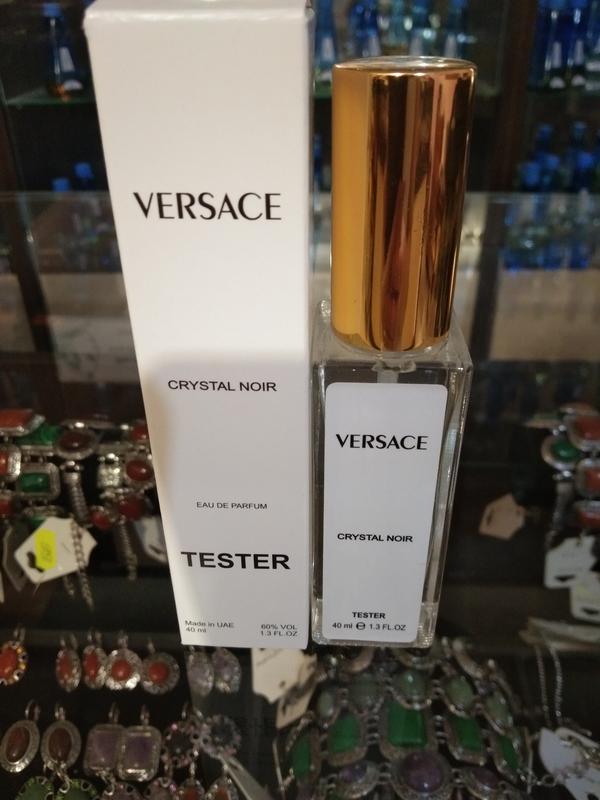 VERSACE
CRYSTAL NOIR
EAU DE PARFUM
TESTER
Made in UAE
40 ml
60% VOL
1.3 FL.OZ
VERSACE
CRYSTAL NOIR
TESTER
40 ml ℮ 1.3 FL.OZ